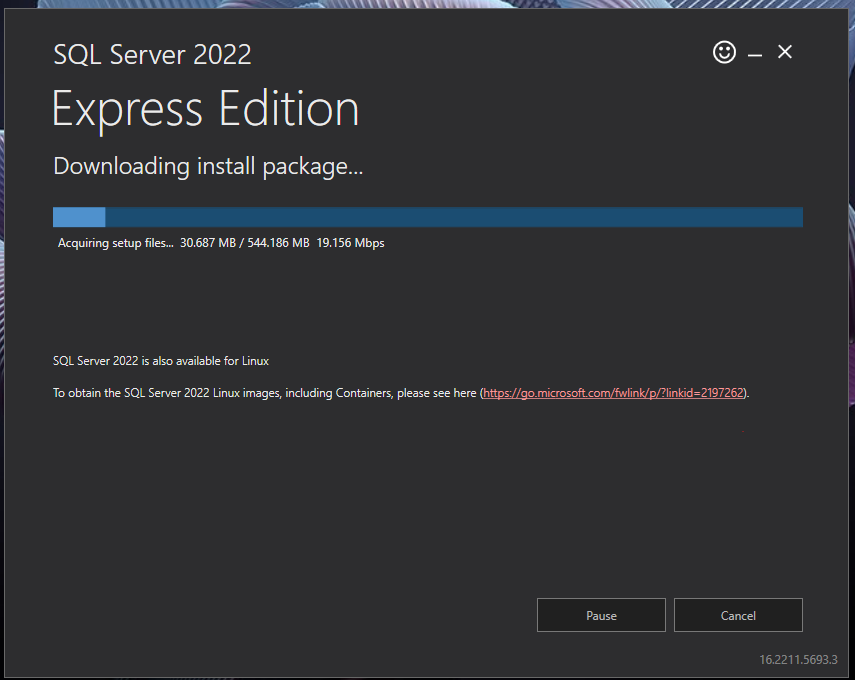 SQL Server 2022
Express Edition
Downloading install package...
Acquiring setup files... 30.687 MB / 544.186 MB 19.156 Mbps
SQL Server 2022 is also available for Linux
To obtain the SQL Server 2022 Linux images, including Containers, please see here (https://go.microsoft.com/fwlink/p/?linkid=2197262).
Pause Cancel
16.2211.5693.3